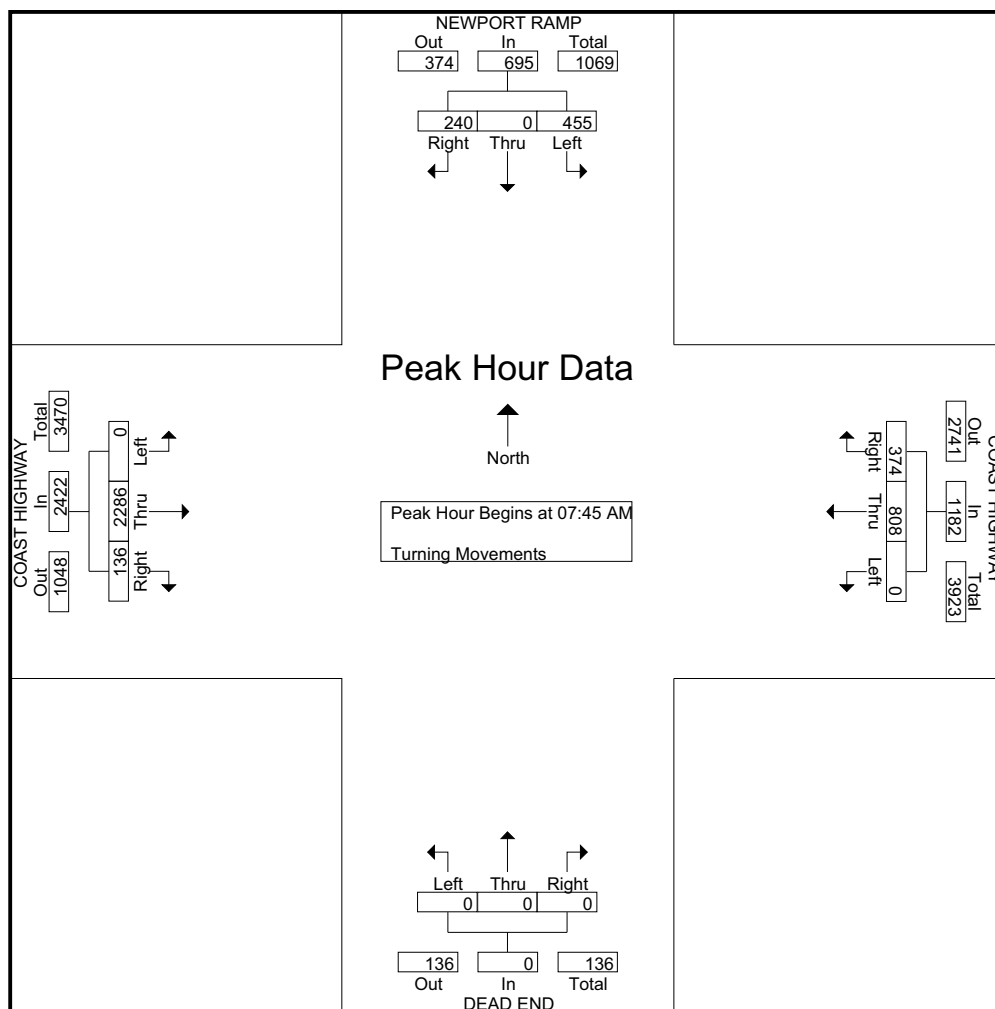 NEWPORT RAMP
Out In Total
374 695 1069
240 0 455
Right Thru Left
Peak Hour Data
North
Peak Hour Begins at 07:45 AM
Turning Movements
COAST HIGHWAY
Out In Total
1048 2422 3470
136 2286 0
Right Thru Left
COAST HIGHWAY
Out In Total
2741 1182 3923
374 808 0
Right Thru Left
Left Thru Right
0 0 0
136 0 136
Out In Total
DEAD END